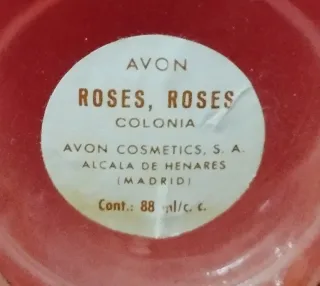 AVON
ROSES, ROSES
COLONIA
AVON COSMETICS, S. A.
ALCALA DE HENARES
(MADRID)
Cont.: 88 ml/c. c.